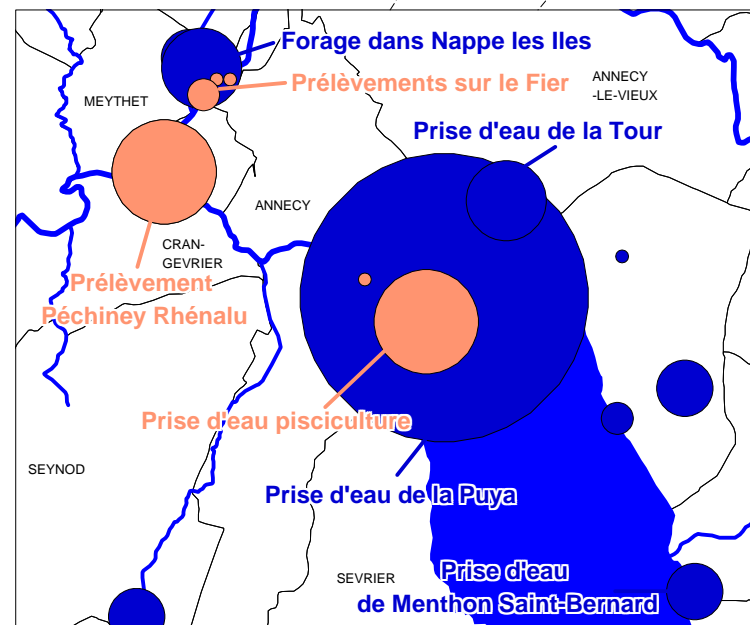 Forage dans Nappe les Iles
Prélèvements sur le Fier
ANNECY
-LE-VIEUX
MEYTHET
Prise d'eau de la Tour
ANNECY
CRAN-
GEVRIER
Prélèvement
Péchiney Rhénalu
Prise d'eau pisciculture
SEYNOD
Prise d'eau de la Puya
SEVRIER
Prise d'eau
de Menthon Saint-Bernard